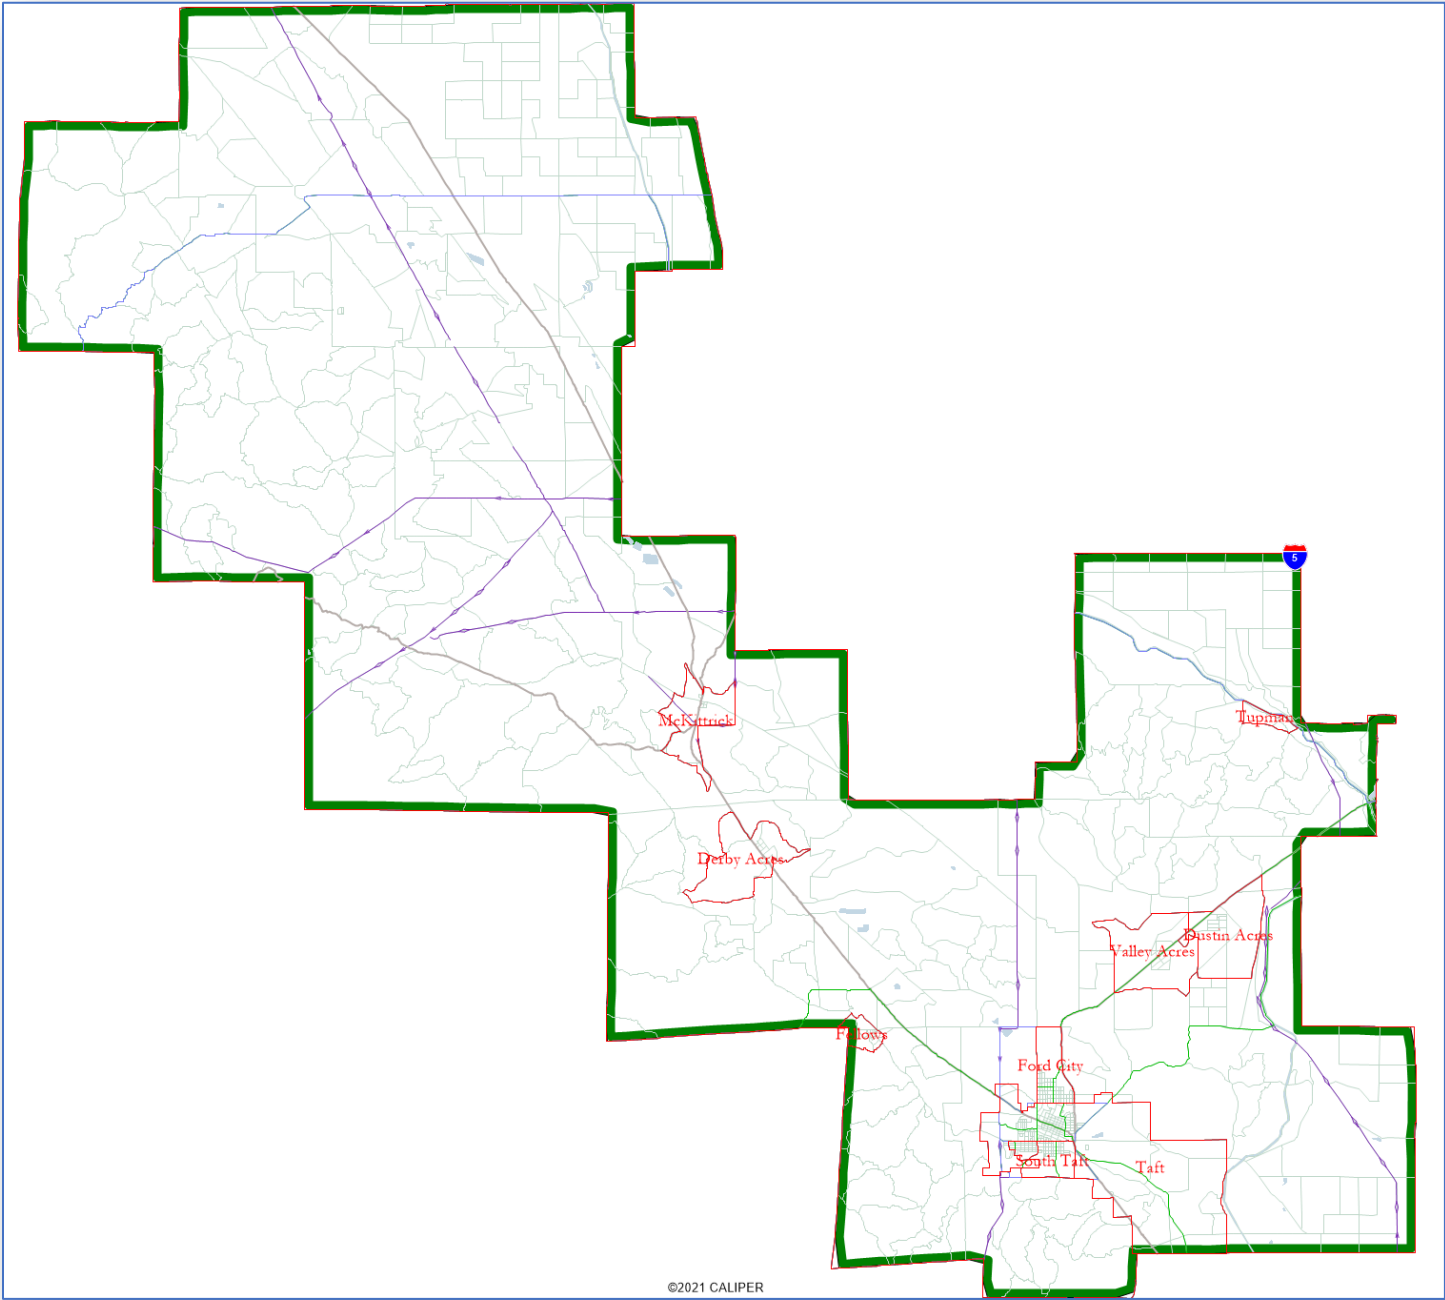 5
McKittrick
Tupman
Derby Acres
Dustin Acres
Valley Acres
Fellows
Ford City
South Taft
Taft
©2021 CALIPER